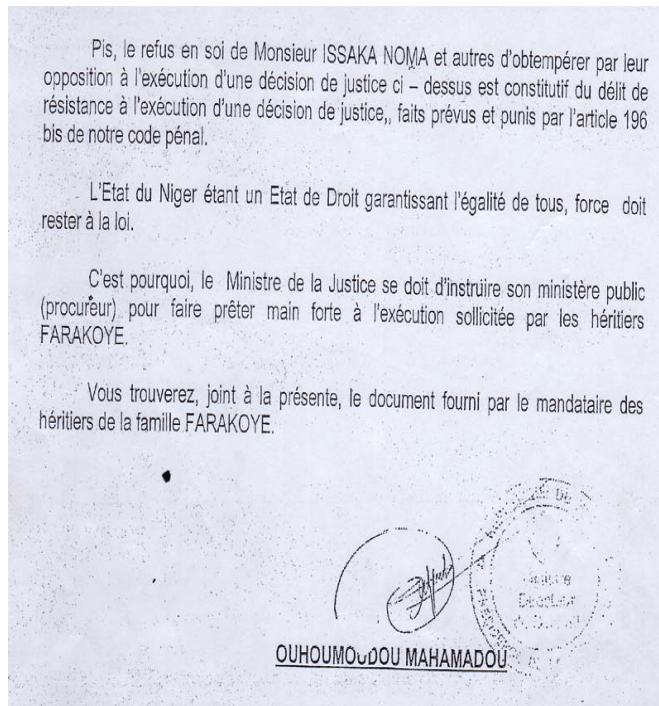 Pis, le refus en soi de Monsieur ISSAKA NOMA et autres d'obtempérer par leur
opposition à l'exécution d'une décision de justice ci – dessus est constitutif du délit de
résistance à l'exécution d'une décision de justice,, faits prévus et punis par l'article 196
bis de notre code pénal.
L'Etat du Niger étant un Etat de Droit garantissant l'égalité de tous, force doit
rester à la loi.
C'est pourquoi, le Ministre de la Justice se doit d'instruire son ministère public
(procureur) pour faire prêter main forte à l'exécution sollicitée par les héritiers
FARAKOYE.
Vous trouverez, joint à la présente, le document fourni par le mandataire des
héritiers de la famille FARAKOYE.
Ministre
Directeur
OUHOUMOUDOU MAHAMADOU